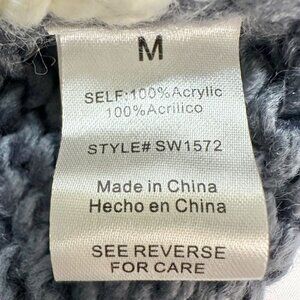 M
SELF:100%Acrylic
100%Acrilico
STYLE# SW1572
Made in China
Hecho en China
SEE REVERSE
FOR CARE